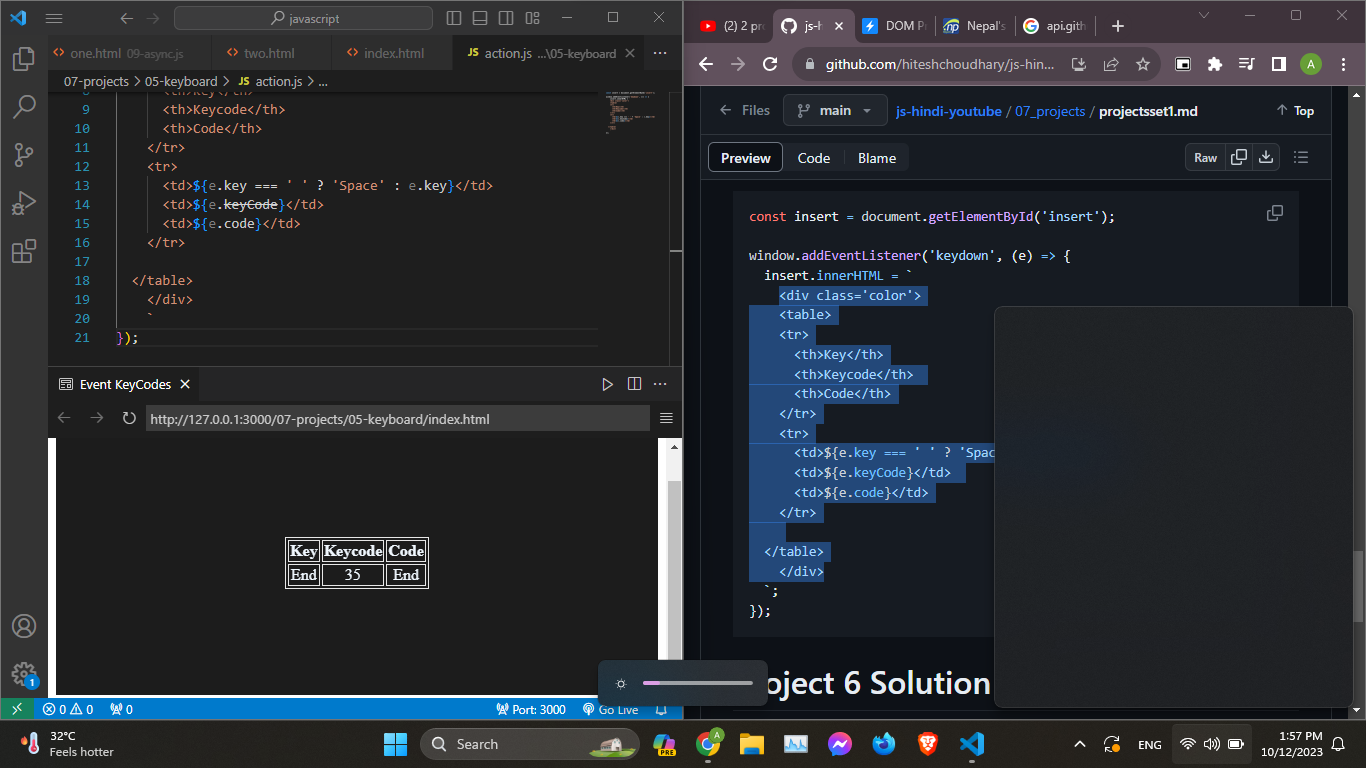 javascript
one.html 09-async.js
two.html
index.html
JS action.js ...\05-keyboard
07-projects > 05-keyboard > JS action.js > ...
9 <th>Keycode</th>
10 <th>Code</th>
11 </tr>
12 <tr>
13 <td>${e.key === ' ' ? 'Space' : e.key}</td>
14 <td>${e.keyCode}</td>
15 <td>${e.code}</td>
16 </tr>
17
18 </table>
19 </div>
20 `
21 });
Event KeyCodes
http://127.0.0.1:3000/07-projects/05-keyboard/index.html
Key Keycode Code
End 35 End
0 0 0 Port: 3000 Go Live
1
(2) 2 pr
js-h
DOM P
Nepal's
api.gith
github.com/hiteshchoudhary/js-hin...
A
Files
main
js-hindi-youtube / 07_projects / projectsset1.md
Top
Preview Code Blame
Raw
const insert = document.getElementById('insert');
window.addEventListener('keydown', (e) => {
insert.innerHTML = `
<div class='color'>
<table>
<tr>
<th>Key</th>
<th>Keycode</th>
<th>Code</th>
</tr>
<tr>
<td>${e.key === ' ' ? 'Spac
<td>${e.keyCode}</td>
<td>${e.code}</td>
</tr>
</table>
</div>
`;
});
oject 6 Solution
32°C
Feels hotter
Search
PRE
A
ENG
1:57 PM
10/12/2023